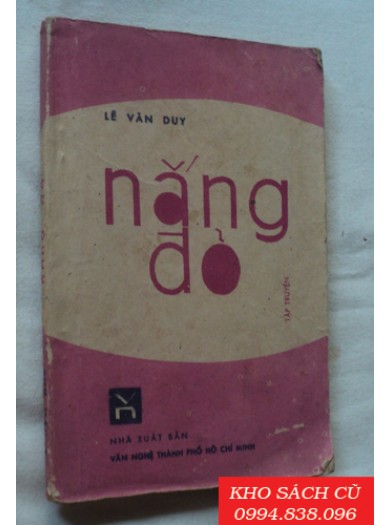 LÊ VĂN DUY
nắng
đỏ
TẬP TRUYỆN
NHÀ XUẤT BẢN
VĂN NGHỆ THÀNH PHỐ HỒ CHÍ MINH
KHO SÁCH CŨ
0994.838.096